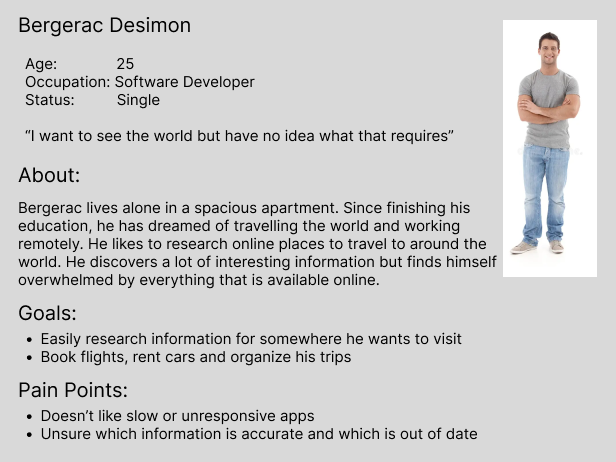 Bergerac Desimon
Age: 25
Occupation: Software Developer
Status: Single
“I want to see the world but have no idea what that requires”
About:
Bergerac lives alone in a spacious apartment. Since finishing his
education, he has dreamed of travelling the world and working
remotely. He likes to research online places to travel to around the
world. He discovers a lot of interesting information but finds himself
overwhelmed by everything that is available online.
Goals:
• Easily research information for somewhere he wants to visit
• Book flights, rent cars and organize his trips
Pain Points:
• Doesn’t like slow or unresponsive apps
• Unsure which information is accurate and which is out of date